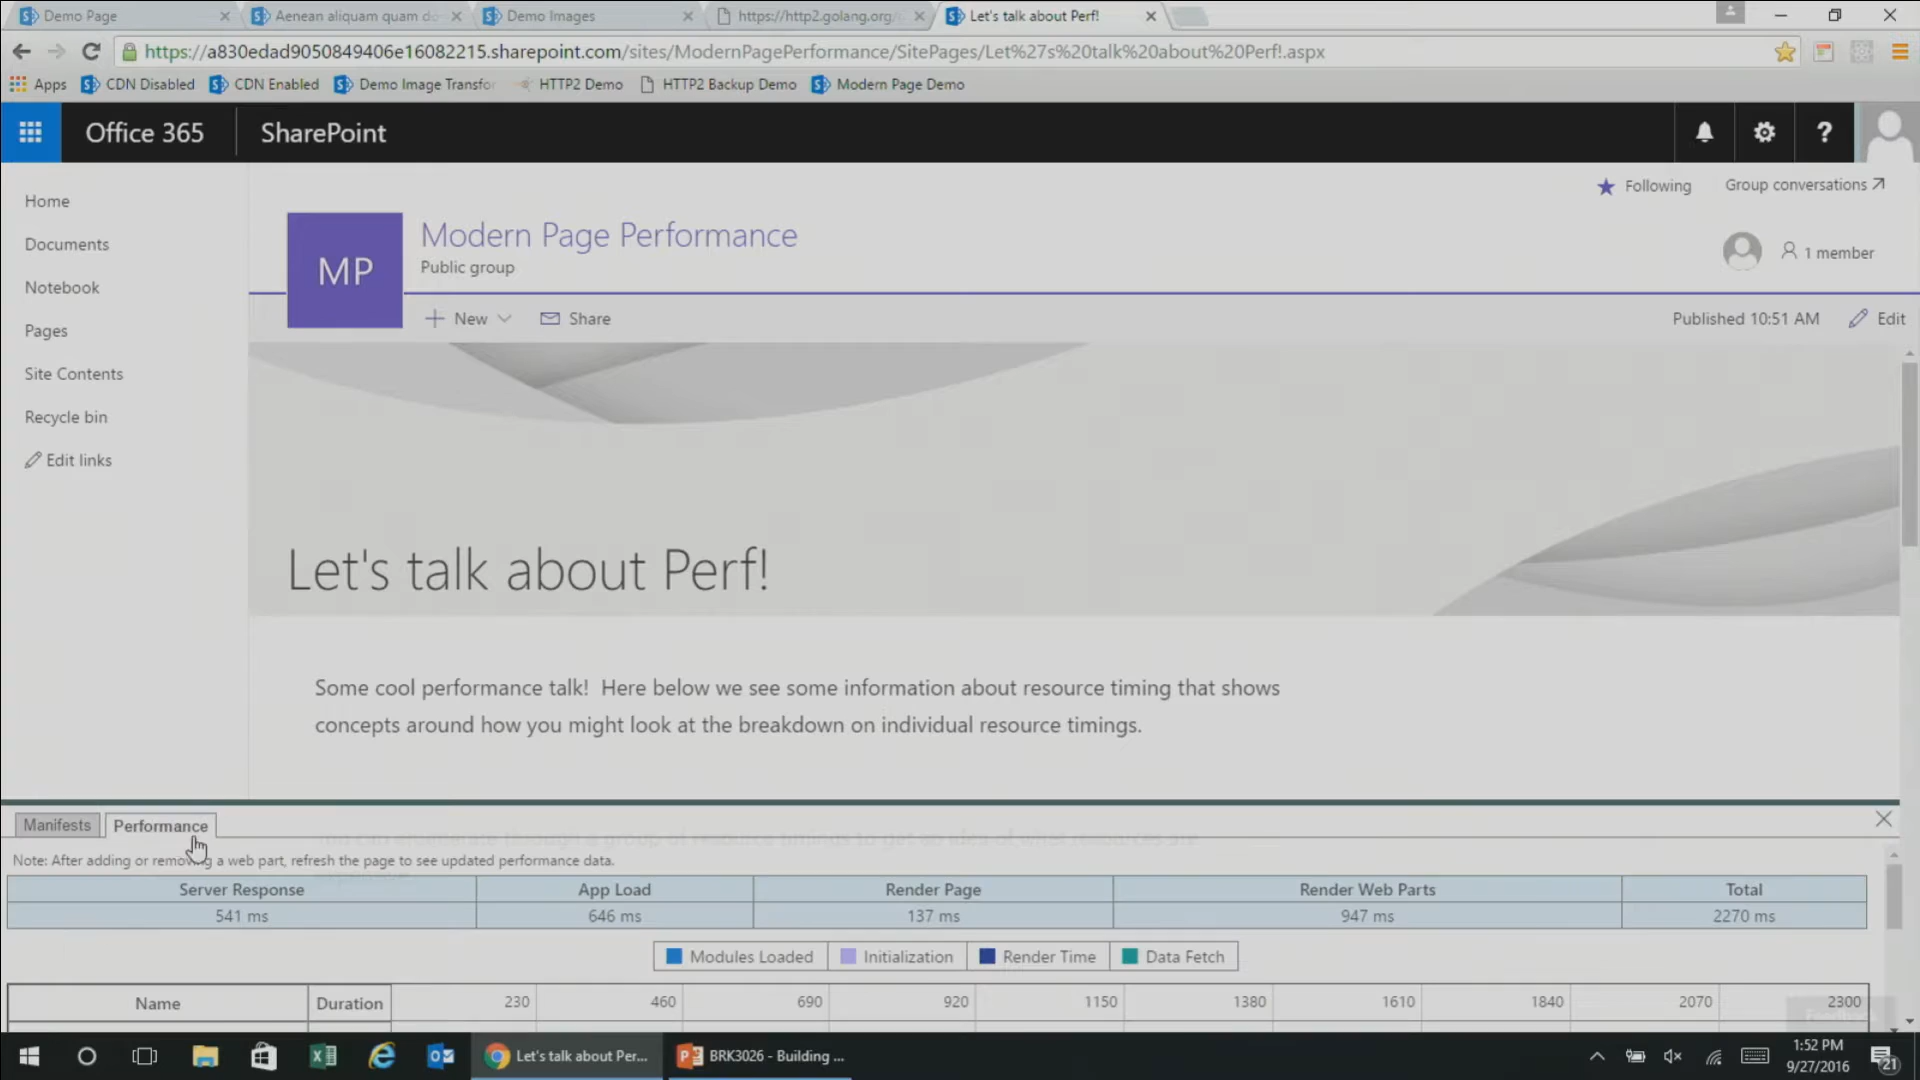 Demo Page
Aenean aliquam quam do
Demo Images
https://http2.golang.org/
Let's talk about Perf!
https://a830edad9050849406e16082215.sharepoint.com/sites/ModernPagePerformance/SitePages/Let%27s%20talk%20about%20Perf!.aspx
Apps
CDN Disabled
CDN Enabled
Demo Image Transfor
HTTP2 Demo
HTTP2 Backup Demo
Modern Page Demo
Office 365
SharePoint
?
Following
Group conversations
Home
Documents
Notebook
Pages
Site Contents
Recycle bin
Edit links
MP
Modern Page Performance
Public group
1 member
New
Share
Published 10:51 AM
Edit
Let's talk about Perf!
Some cool performance talk! Here below we see some information about resource timing that shows
concepts around how you might look at the breakdown on individual resource timings.
Manifests
Performance
Note: After adding or removing a web part, refresh the page to see updated performance data.
Server Response
App Load
Render Page
Render Web Parts
Total
541 ms
646 ms
137 ms
947 ms
2270 ms
Modules Loaded
Initialization
Render Time
Data Fetch
Name
Duration
230
460
690
920
1150
1380
1610
1840
2070
2300
Let's talk about Per...
BRK3026 - Building ...
1:52 PM
9/27/2016
21